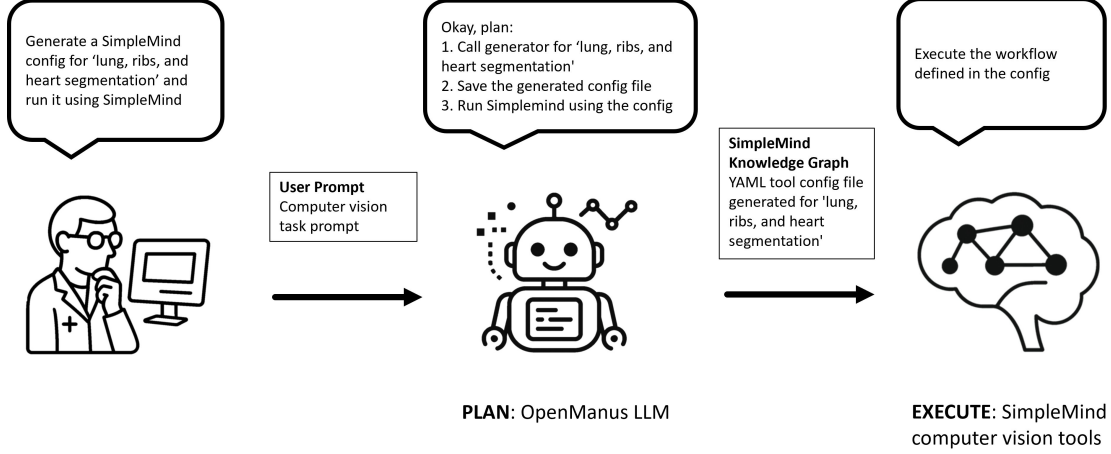 Generate a SimpleMind
config for ‘lung, ribs, and
heart segmentation’ and
run it using SimpleMind
Okay, plan:
1. Call generator for ‘lung, ribs, and
heart segmentation'
2. Save the generated config file
3. Run Simplemind using the config
Execute the workflow
defined in the config
User Prompt
Computer vision
task prompt
SimpleMind
Knowledge Graph
YAML tool config file
generated for 'lung,
ribs, and heart
segmentation'
PLAN: OpenManus LLM
EXECUTE: SimpleMind
computer vision tools